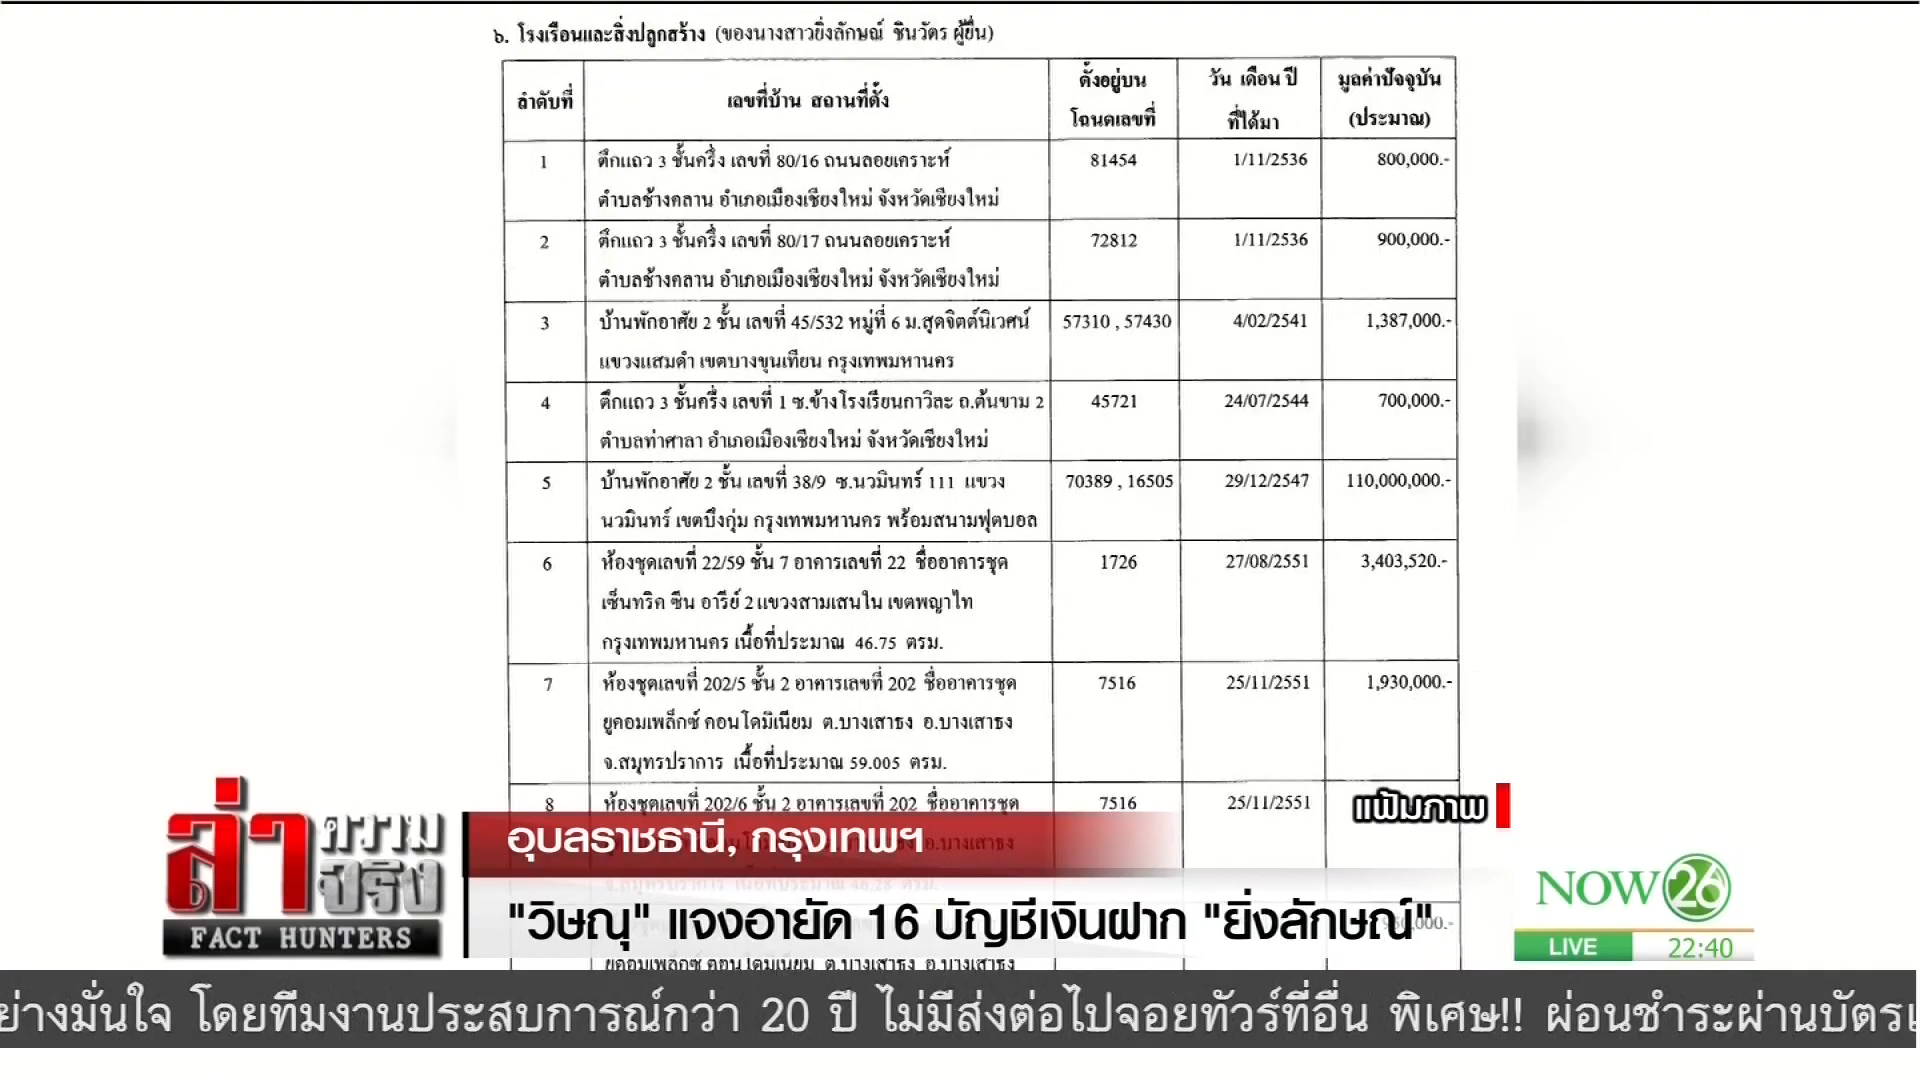 ๖. โรงเรือนและสิ่งปลูกสร้าง (ของนางสาวยิ่งลักษณ์ ชินวัตร ผู้ยื่น)
ลำดับที่ เลขที่บ้าน สถานที่ตั้ง ตั้งอยู่บน วัน เดือน ปี มูลค่าปัจจุบัน
โฉนดเลขที่ ที่ได้มา (ประมาณ)
1 ตึกแถว 3 ชั้นครึ่ง เลขที่ 80/16 ถนนลอยเคราะห์ 81454 1/11/2536 800,000.-
ตำบลช้างคลาน อำเภอเมืองเชียงใหม่ จังหวัดเชียงใหม่
2 ตึกแถว 3 ชั้นครึ่ง เลขที่ 80/17 ถนนลอยเคราะห์ 72812 1/11/2536 900,000.-
ตำบลช้างคลาน อำเภอเมืองเชียงใหม่ จังหวัดเชียงใหม่
3 บ้านพักอาศัย 2 ชั้น เลขที่ 45/532 หมู่ที่ 6 ม.สุดจิตต์นิเวศน์ 57310 , 57430 4/02/2541 1,387,000.-
แขวงแสมดำ เขตบางขุนเทียน กรุงเทพมหานคร
4 ตึกแถว 3 ชั้นครึ่ง เลขที่ 1 ซ.ข้างโรงเรียนกาวิละ ถ.ต้นขาม 2 45721 24/07/2544 700,000.-
ตำบลท่าศาลา อำเภอเมืองเชียงใหม่ จังหวัดเชียงใหม่
5 บ้านพักอาศัย 2 ชั้น เลขที่ 38/9 ซ.นวมินทร์ 111 แขวง 70389 , 16505 29/12/2547 110,000,000.-
นวมินทร์ เขตบึงกุ่ม กรุงเทพมหานคร พร้อมสนามฟุตบอล
6 ห้องชุดเลขที่ 22/59 ชั้น 7 อาคารเลขที่ 22 ชื่ออาคารชุด 1726 27/08/2551 3,403,520.-
เซ็นทริค ซีน อารีย์ 2 แขวงสามเสนใน เขตพญาไท
กรุงเทพมหานคร เนื้อที่ประมาณ 46.75 ตรม.
7 ห้องชุดเลขที่ 202/5 ชั้น 2 อาคารเลขที่ 202 ชื่ออาคารชุด 7516 25/11/2551 1,930,000.-
ยูคอมเพล็กซ์ คอนโดมิเนียม ต.บางเสาธง อ.บางเสาธง
จ.สมุทรปราการ เนื้อที่ประมาณ 59.005 ตรม.
8 ห้องชุดเลขที่ 202/6 ชั้น 2 อาคารเลขที่ 202 ชื่ออาคารชุด 7516 25/11/2551
แฟ้มภาพ
ล่า ความจริง
FACT HUNTERS
อุบลราชธานี, กรุงเทพฯ
"วิษณุ" แจงอายัด 16 บัญชีเงินฝาก "ยิ่งลักษณ์"
ยูคอมเพล็กซ์ คอนโดมิเนียม ต.บางเสาธง อ.บางเสาธง
NOW 26
LIVE 22:40
ย่างมั่นใจ โดยทีมงานประสบการณ์กว่า 20 ปี ไม่มีส่งต่อไปจอยทัวร์ที่อื่น พิเศษ!! ผ่อนชำระผ่านบัตรเ